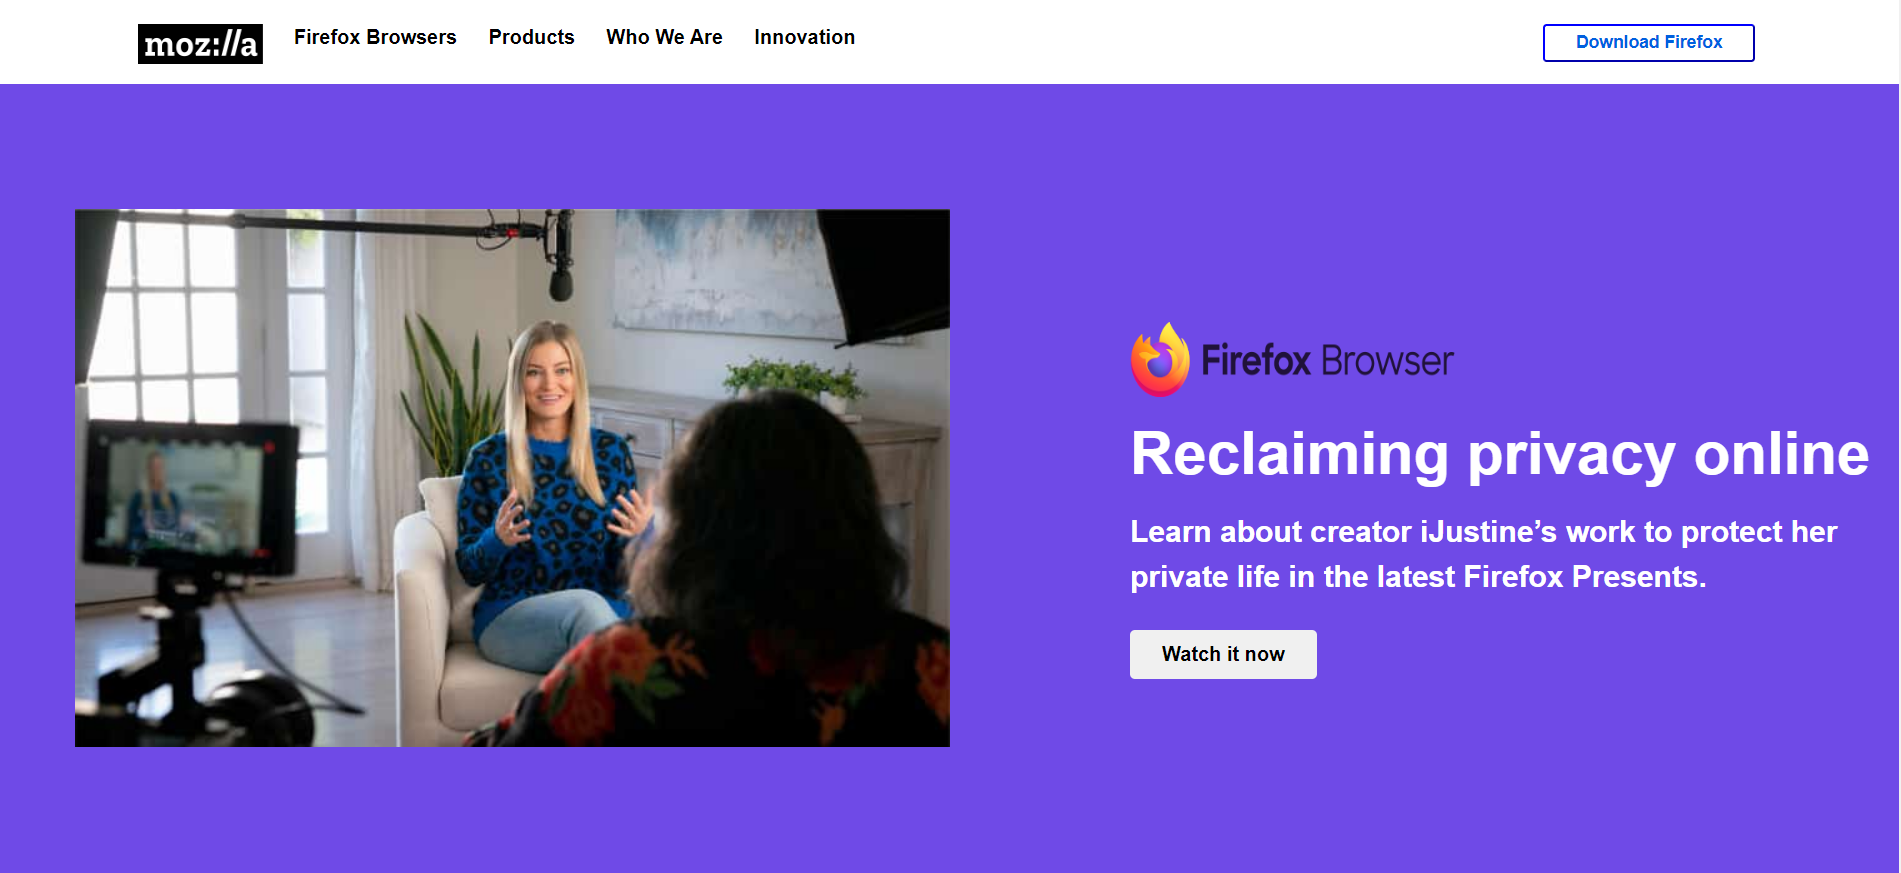 moz://a
Firefox Browsers
Products
Who We Are
Innovation
Download Firefox
Firefox Browser
Reclaiming privacy online
Learn about creator iJustine’s work to protect her
private life in the latest Firefox Presents.
Watch it now